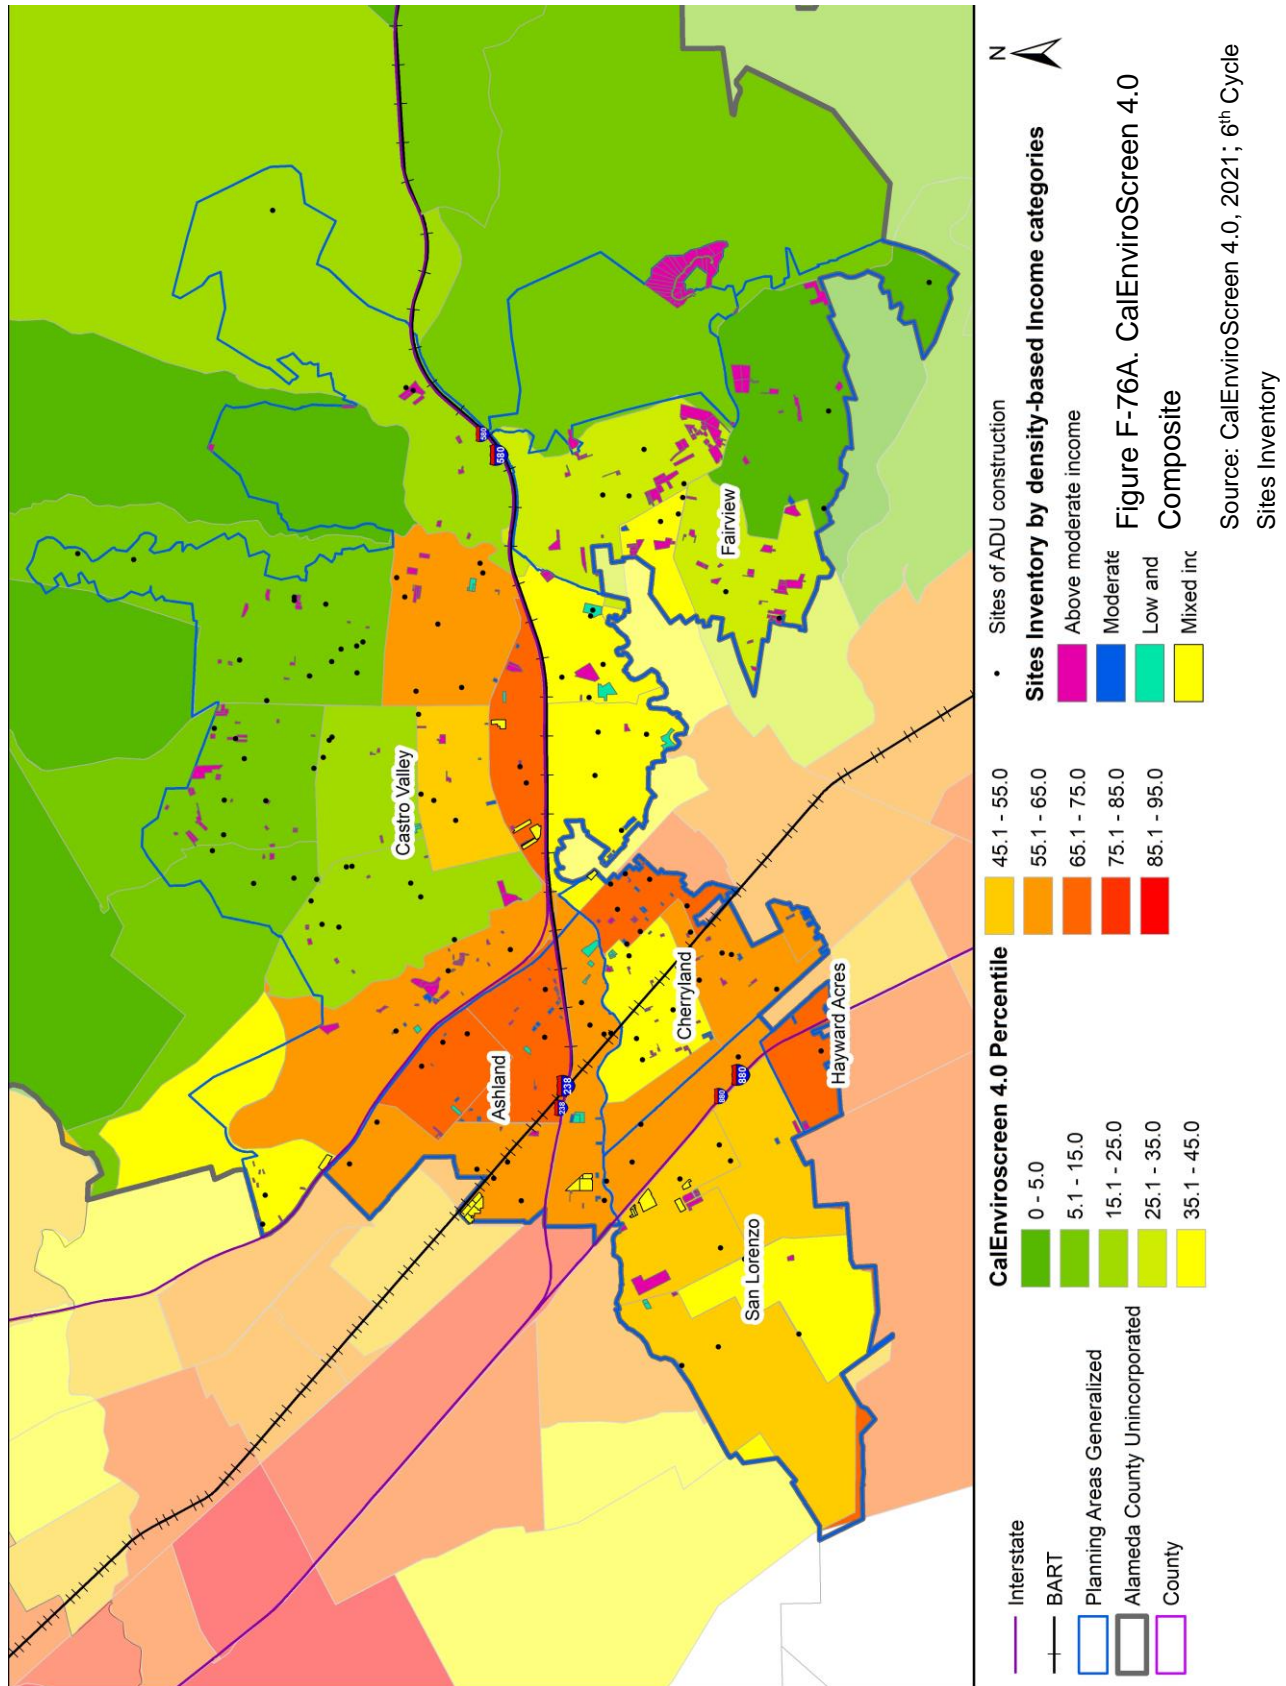 Castro Valley
Fairview
Ashland
Cherryland
Hayward Acres
San Lorenzo
580
580
238
238
880
880
N
Interstate
BART
Planning Areas Generalized
Alameda County Unincorporated
County
CalEnviroscreen 4.0 Percentile
0 - 5.0
5.1 - 15.0
15.1 - 25.0
25.1 - 35.0
35.1 - 45.0
45.1 - 55.0
55.1 - 65.0
65.1 - 75.0
75.1 - 85.0
85.1 - 95.0
Sites of ADU construction
Sites Inventory by density-based Income categories
Above moderate income
Moderate
Low and
Mixed inc
Figure F-76A. CalEnviroScreen 4.0
Composite
Source: CalEnviroScreen 4.0, 2021; 6th Cycle
Sites Inventory